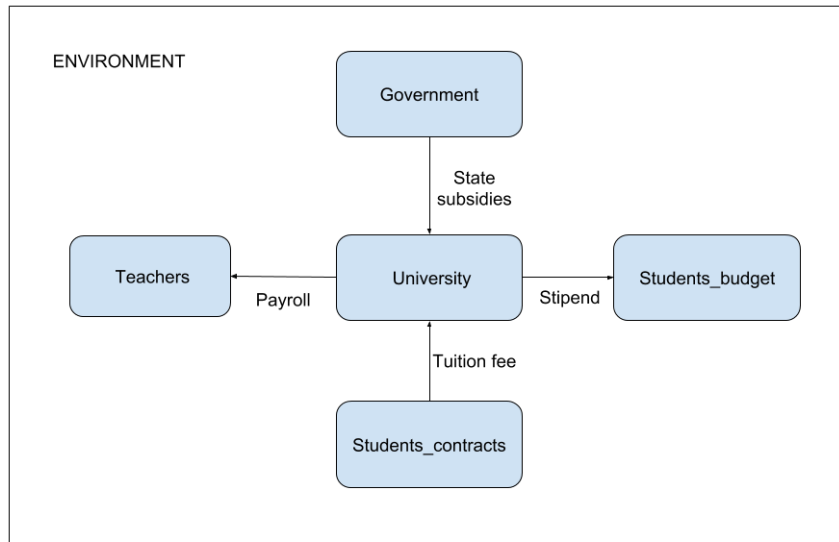 ENVIRONMENT
Government
State
subsidies
Teachers
Payroll
University
Stipend
Students_budget
Tuition fee
Students_contracts